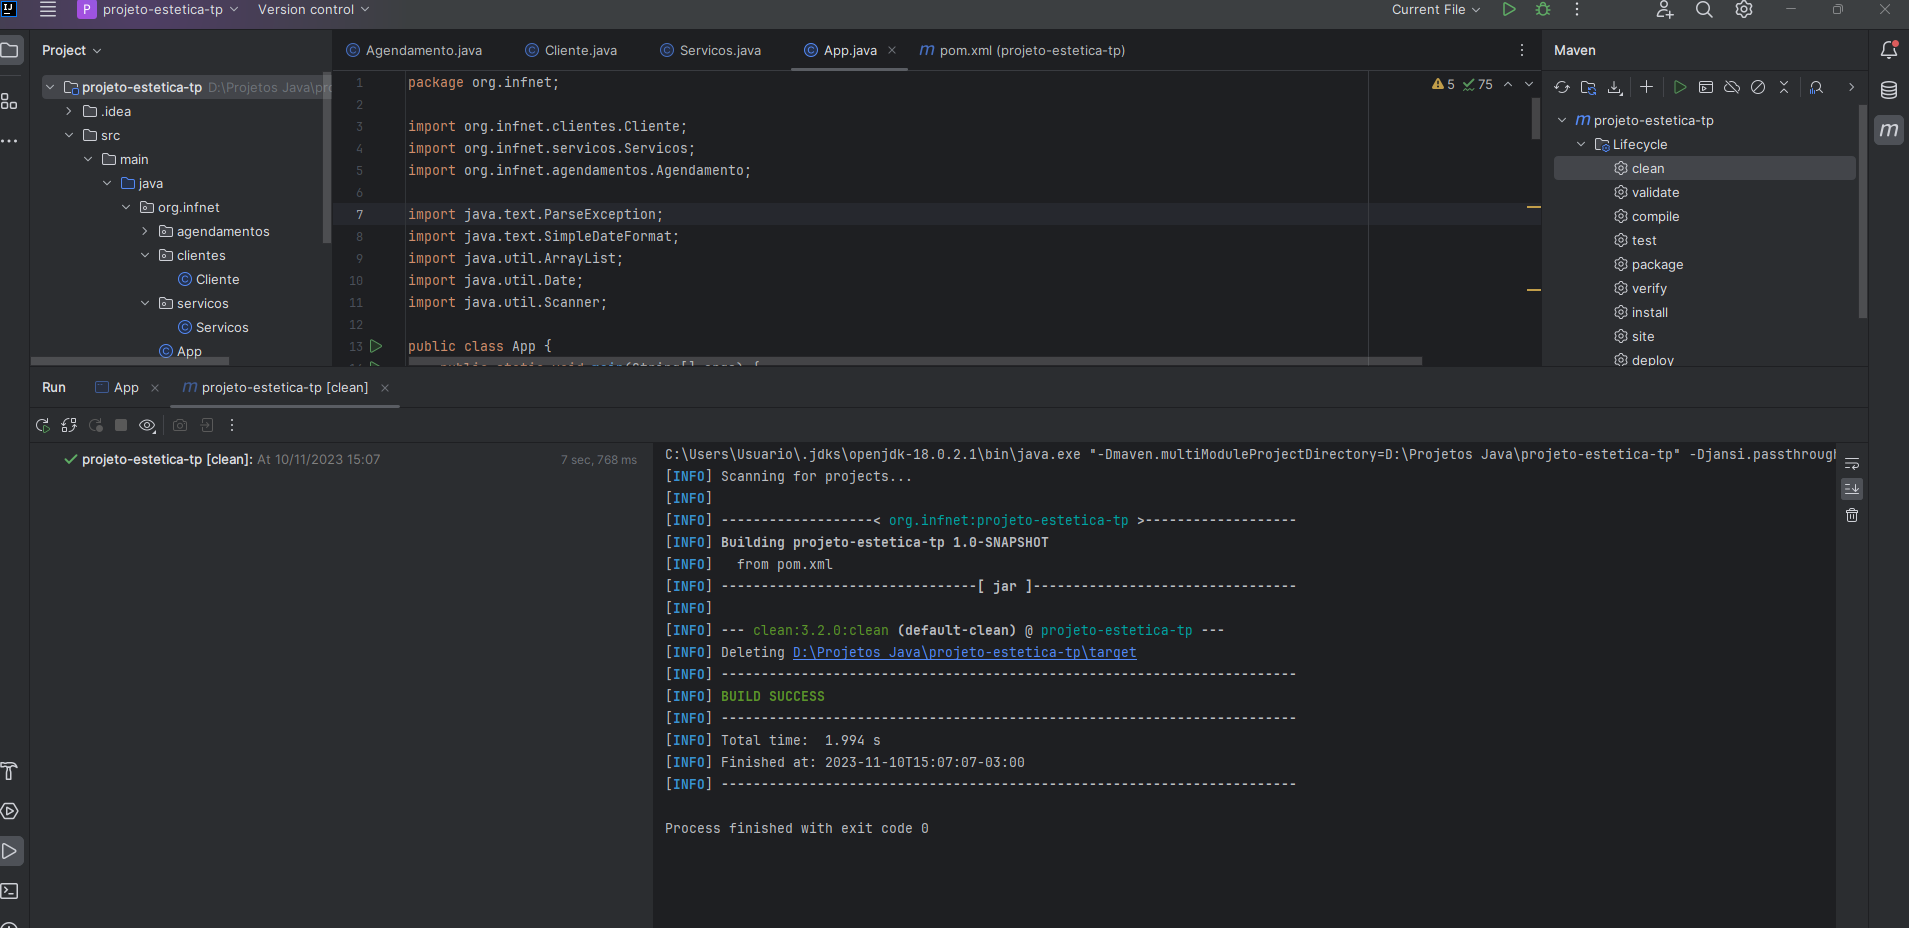 P projeto-estetica-tp Version control Current File
Project
projeto-estetica-tp D:\Projetos Java\pro
.idea
src
main
java
org.infnet
agendamentos
clientes
Cliente
servicos
Servicos
App
Agendamento.java Cliente.java Servicos.java App.java pom.xml (projeto-estetica-tp)
5 75
1 package org.infnet;
2
3 import org.infnet.clientes.Cliente;
4 import org.infnet.servicos.Servicos;
5 import org.infnet.agendamentos.Agendamento;
6
7 import java.text.ParseException;
8 import java.text.SimpleDateFormat;
9 import java.util.ArrayList;
10 import java.util.Date;
11 import java.util.Scanner;
12
13 public class App {
public static void main(String[] args) {
Maven
projeto-estetica-tp
Lifecycle
clean
validate
compile
test
package
verify
install
site
deploy
Run App projeto-estetica-tp [clean]
projeto-estetica-tp [clean]: At 10/11/2023 15:07 7 sec, 768 ms
C:\Users\Usuario\.jdks\openjdk-18.0.2.1\bin\java.exe "-Dmaven.multiModuleProjectDirectory=D:\Projetos Java\projeto-estetica-tp" -Djansi.passthrough
[INFO] Scanning for projects...
[INFO]
[INFO] -------------------< org.infnet:projeto-estetica-tp >-------------------
[INFO] Building projeto-estetica-tp 1.0-SNAPSHOT
[INFO]   from pom.xml
[INFO] --------------------------------[ jar ]---------------------------------
[INFO]
[INFO] --- clean:3.2.0:clean (default-clean) @ projeto-estetica-tp ---
[INFO] Deleting D:\Projetos Java\projeto-estetica-tp\target
[INFO] ------------------------------------------------------------------------
[INFO] BUILD SUCCESS
[INFO] ------------------------------------------------------------------------
[INFO] Total time:  1.994 s
[INFO] Finished at: 2023-11-10T15:07:07-03:00
[INFO] ------------------------------------------------------------------------
Process finished with exit code 0